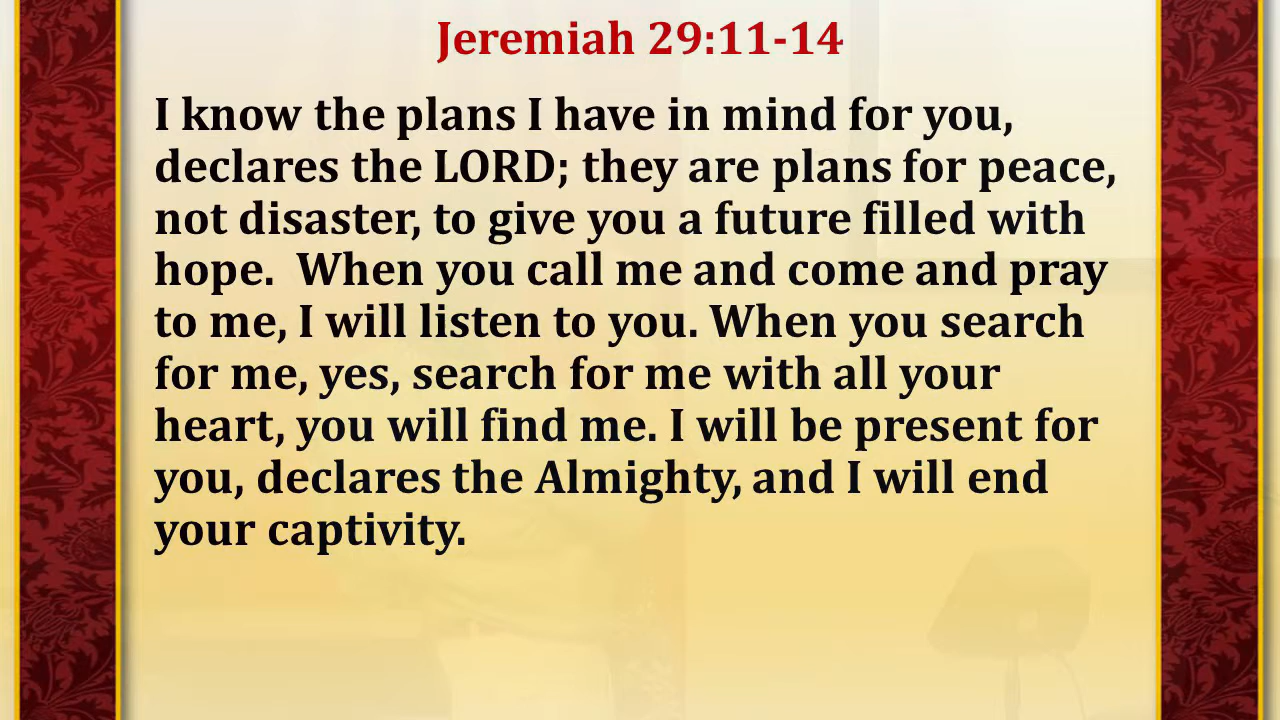 Jeremiah 29:11-14
I know the plans I have in mind for you,
declares the LORD; they are plans for peace,
not disaster, to give you a future filled with
hope.  When you call me and come and pray
to me, I will listen to you. When you search
for me, yes, search for me with all your
heart, you will find me. I will be present for
you, declares the Almighty, and I will end
your captivity.